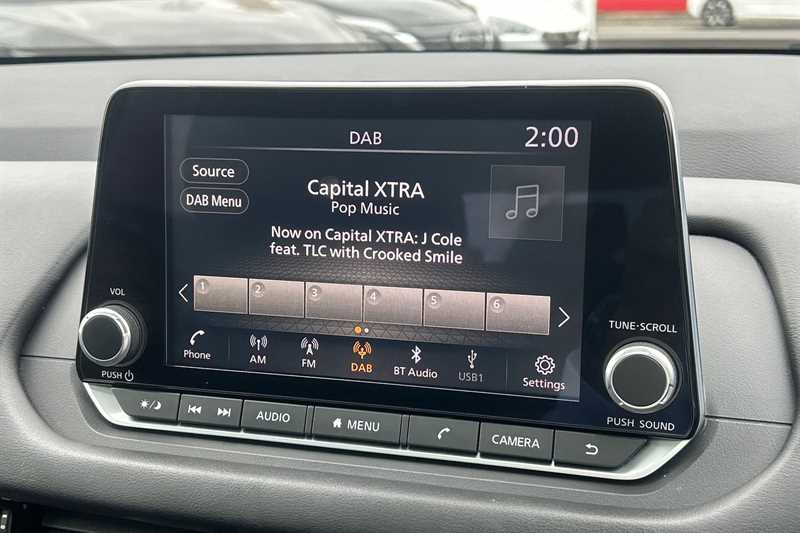 DAB
2:00
Source
DAB Menu
Capital XTRA
Pop Music
Now on Capital XTRA: J Cole
feat. TLC with Crooked Smile
1 2 3 4 5 6
Phone
AM
FM
DAB
BT Audio
USB1
Settings
VOL
PUSH
TUNE·SCROLL
PUSH SOUND
AUDIO
MENU
CAMERA